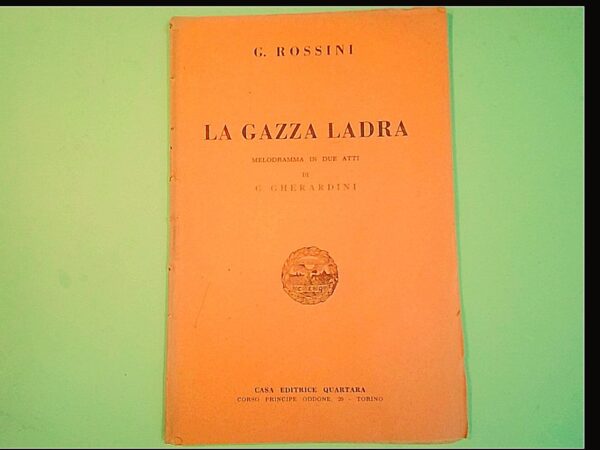 G. ROSSINI
LA GAZZA LADRA
MELODRAMMA IN DUE ATTI
DI
G. GHERARDINI
C E Q
CASA EDITRICE QUARTARA
CORSO PRINCIPE ODDONE, 20 - TORINO